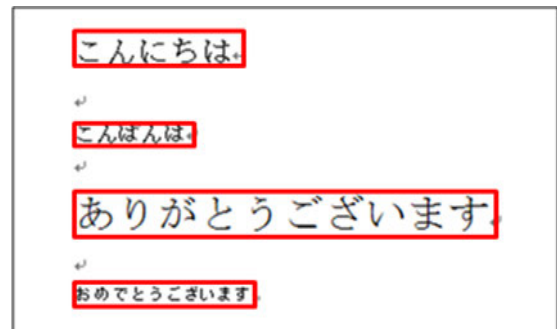 こんにちは
こんばんは
ありがとうございます
おめでとうございます